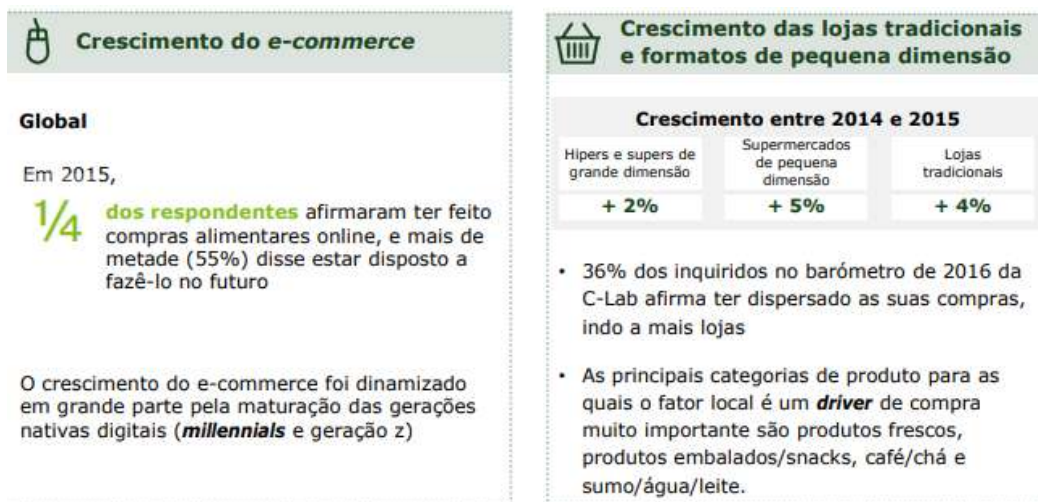 Crescimento do e-commerce
Global
Em 2015,
1/4
dos respondentes afirmaram ter feito
compras alimentares online, e mais de
metade (55%) disse estar disposto a
fazê-lo no futuro
O crescimento do e-commerce foi dinamizado
em grande parte pela maturação das gerações
nativas digitais (millennials e geração z)
Crescimento das lojas tradicionais
e formatos de pequena dimensão
Crescimento entre 2014 e 2015
Hipers e supers de
grande dimensão
+ 2%
Supermercados
de pequena
dimensão
+ 5%
Lojas
tradicionais
+ 4%
• 36% dos inquiridos no barómetro de 2016 da
C-Lab afirma ter dispersado as suas compras,
indo a mais lojas
• As principais categorias de produto para as
quais o fator local é um driver de compra
muito importante são produtos frescos,
produtos embalados/snacks, café/chá e
sumo/água/leite.